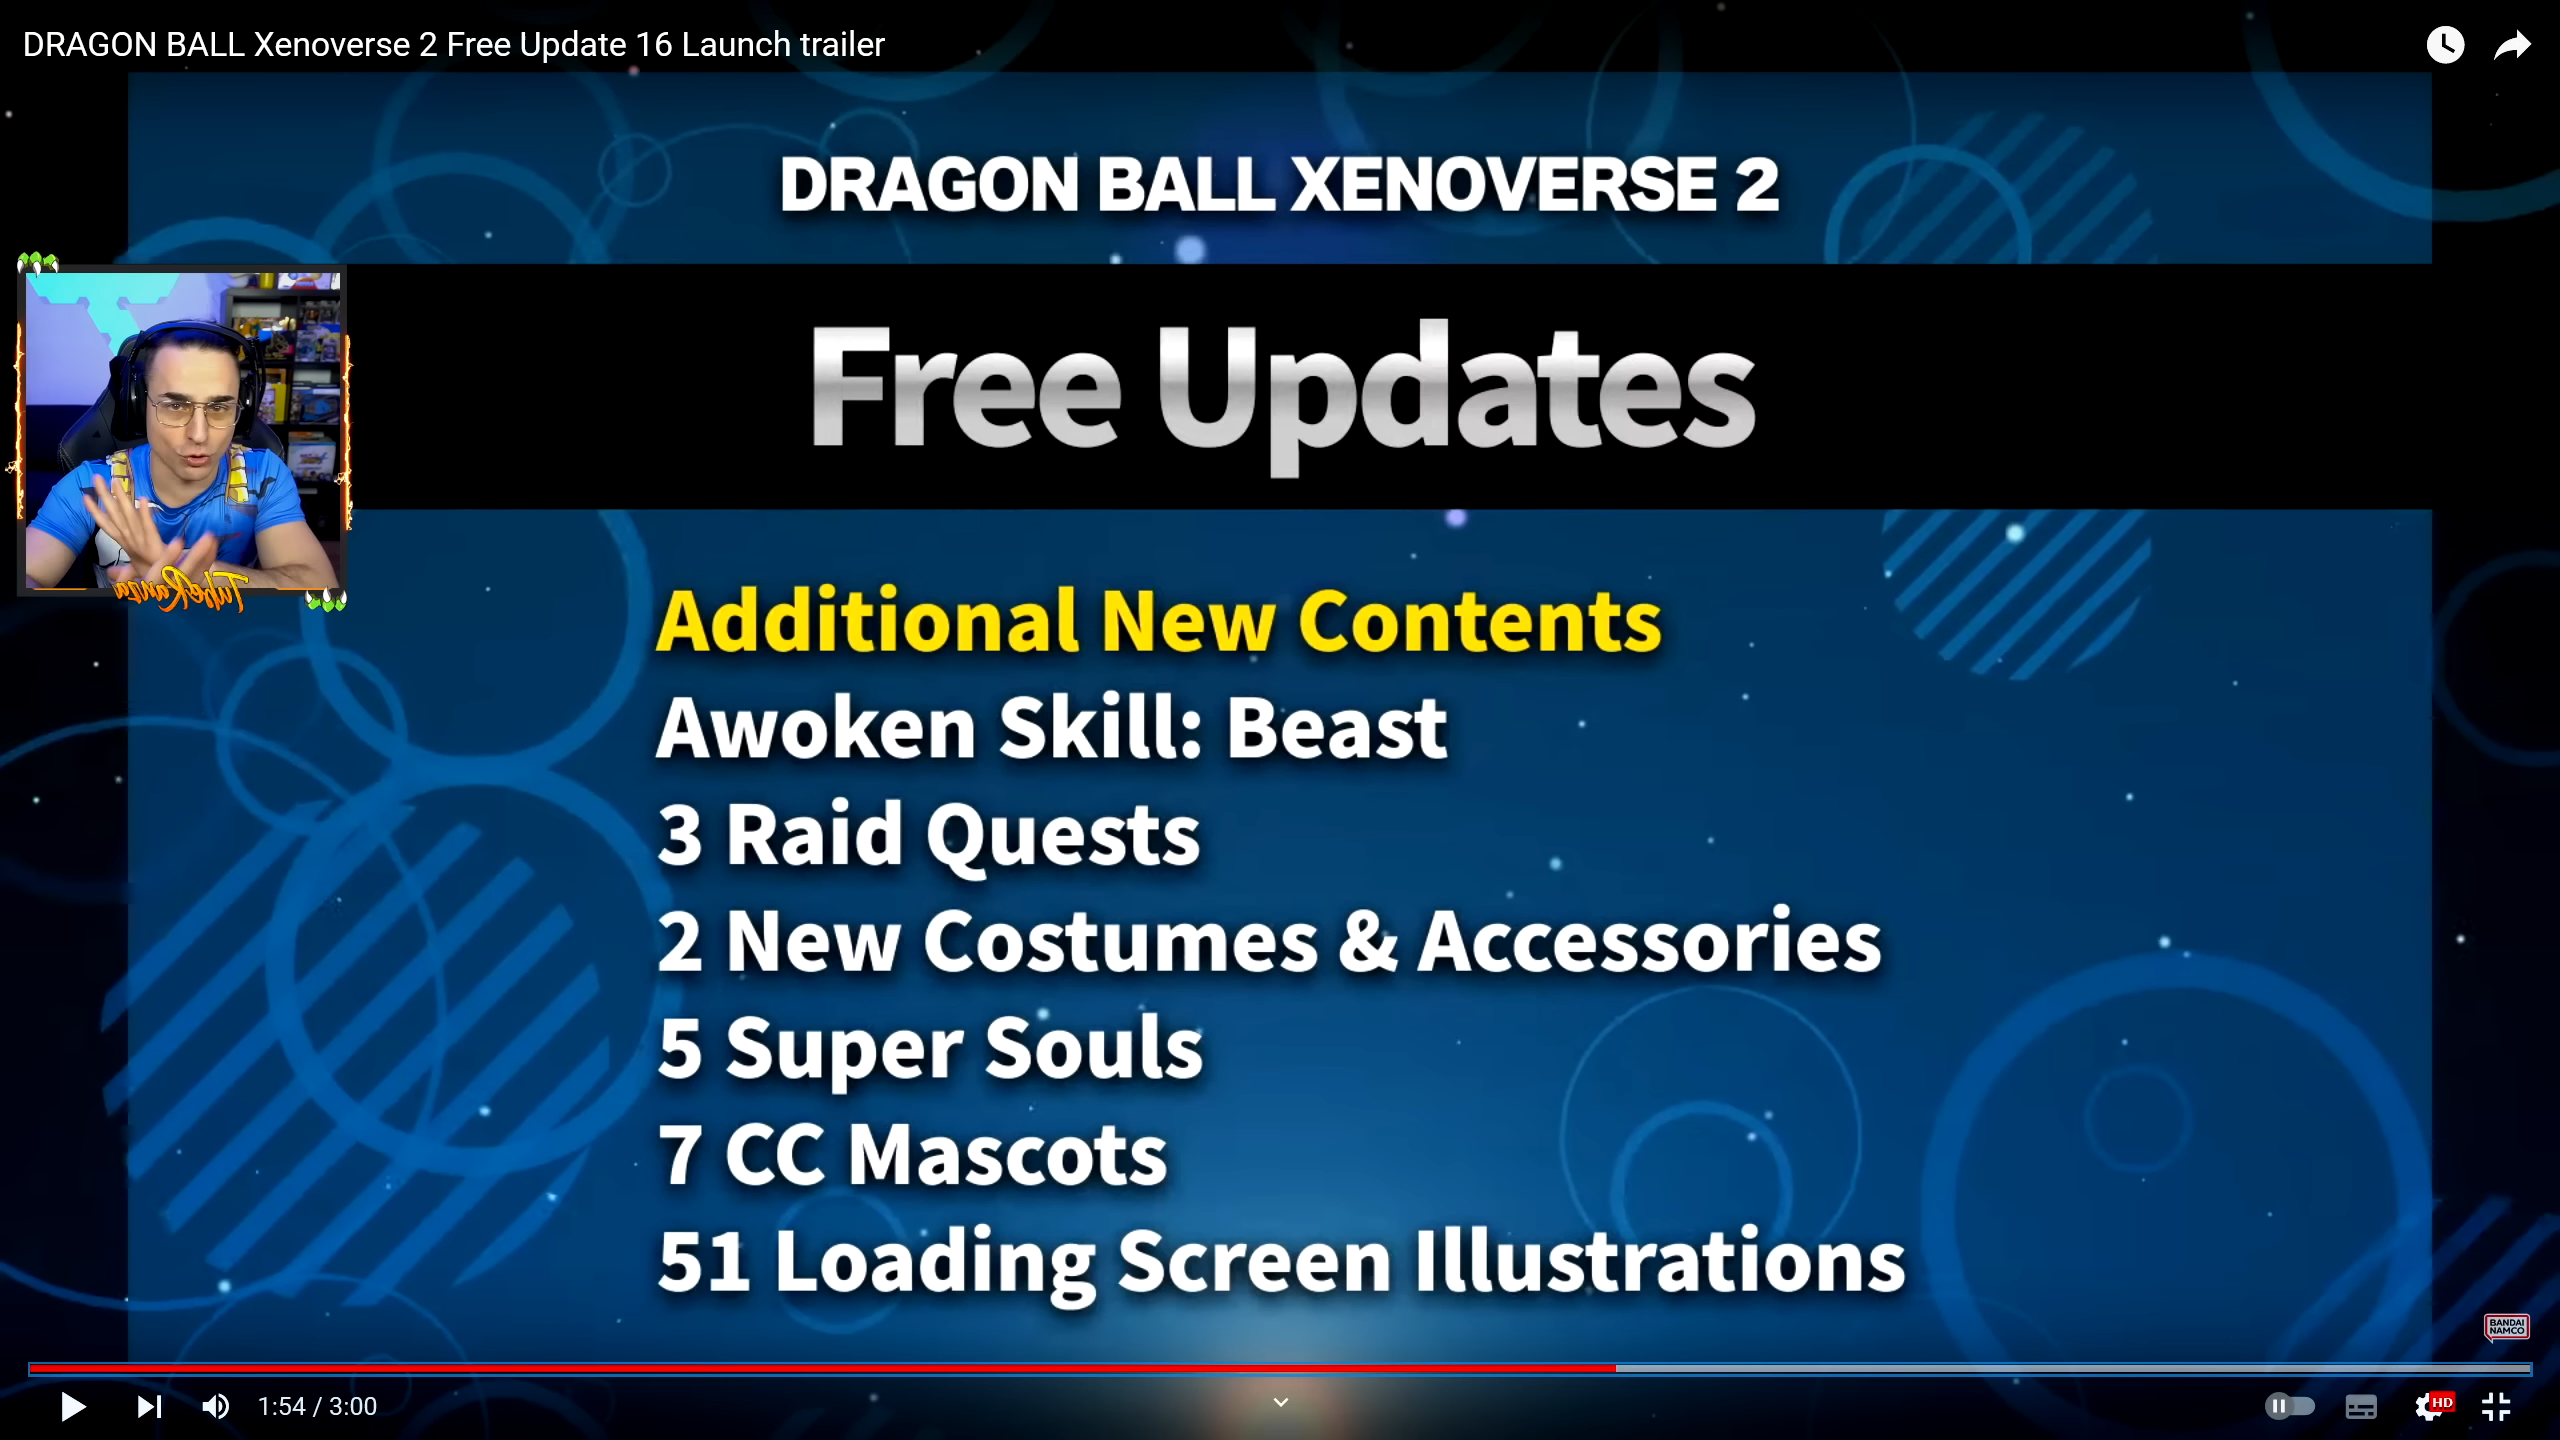 DRAGON BALL Xenoverse 2 Free Update 16 Launch trailer
DRAGON BALL XENOVERSE 2
Free Updates
TubeRanza
Additional New Contents
Awoken Skill: Beast
3 Raid Quests
2 New Costumes & Accessories
5 Super Souls
7 CC Mascots
51 Loading Screen Illustrations
BANDAI
NAMCO
1:54 / 3:00
HD